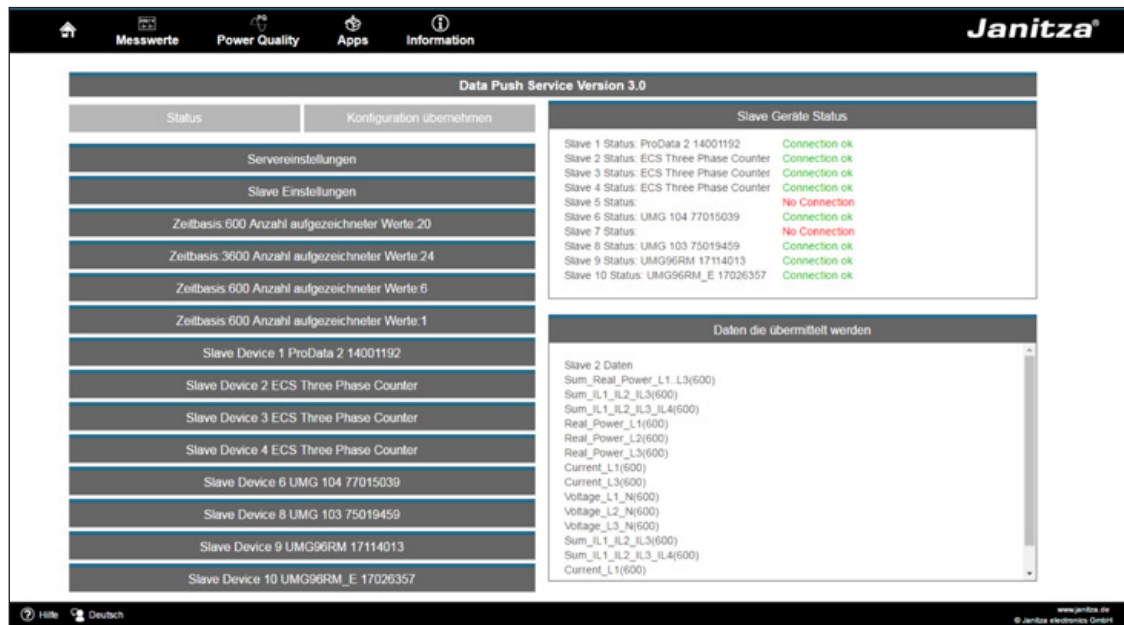 Messwerte
Power Quality
Apps
Information
Janitza®
Data Push Service Version 3.0
Status
Konfiguration übernehmen
Servereinstellungen
Slave Einstellungen
Zeitbasis:600 Anzahl aufgezeichneter Werte:20
Zeitbasis:3600 Anzahl aufgezeichneter Werte:24
Zeitbasis:600 Anzahl aufgezeichneter Werte:6
Zeitbasis:600 Anzahl aufgezeichneter Werte:1
Slave Device 1 ProData 2 14001192
Slave Device 2 ECS Three Phase Counter
Slave Device 3 ECS Three Phase Counter
Slave Device 4 ECS Three Phase Counter
Slave Device 6 UMG 104 77015039
Slave Device 8 UMG 103 75019459
Slave Device 9 UMG96RM 17114013
Slave Device 10 UMG96RM_E 17026357
Slave Geräte Status
Slave 1 Status: ProData 2 14001192 Connection ok
Slave 2 Status: ECS Three Phase Counter Connection ok
Slave 3 Status: ECS Three Phase Counter Connection ok
Slave 4 Status: ECS Three Phase Counter Connection ok
Slave 5 Status: No Connection
Slave 6 Status: UMG 104 77015039 Connection ok
Slave 7 Status: No Connection
Slave 8 Status: UMG 103 75019459 Connection ok
Slave 9 Status: UMG96RM 17114013 Connection ok
Slave 10 Status: UMG96RM_E 17026357 Connection ok
Daten die übermittelt werden
Slave 2 Daten
Sum_Real_Power_L1..L3(600)
Sum_IL1_IL2_IL3(600)
Sum_IL1_IL2_IL3_IL4(600)
Real_Power_L1(600)
Real_Power_L2(600)
Real_Power_L3(600)
Current_L1(600)
Current_L3(600)
Voltage_L1_N(600)
Voltage_L2_N(600)
Voltage_L3_N(600)
Sum_IL1_IL2_IL3(600)
Sum_IL1_IL2_IL3_IL4(600)
Current_L1(600)
Hilfe
Deutsch
www.janitza.de
© Janitza electronics GmbH